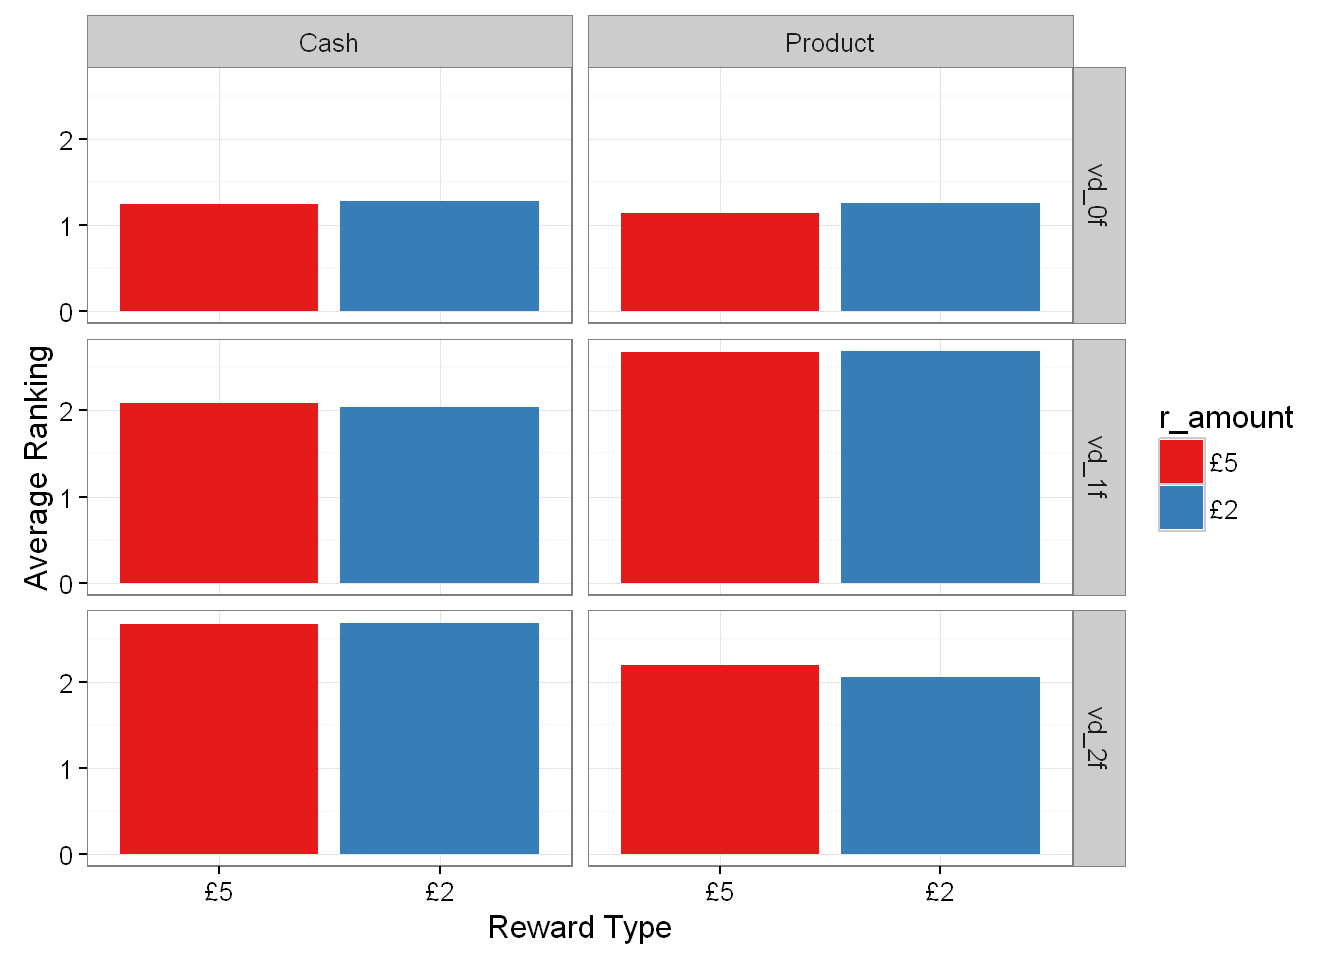 Cash
Product
2
1
0
vd_0f
Average Ranking
2
1
0
vd_1f
2
1
0
vd_2f
£5
£2
£5
£2
Reward Type
r_amount
£5
£2